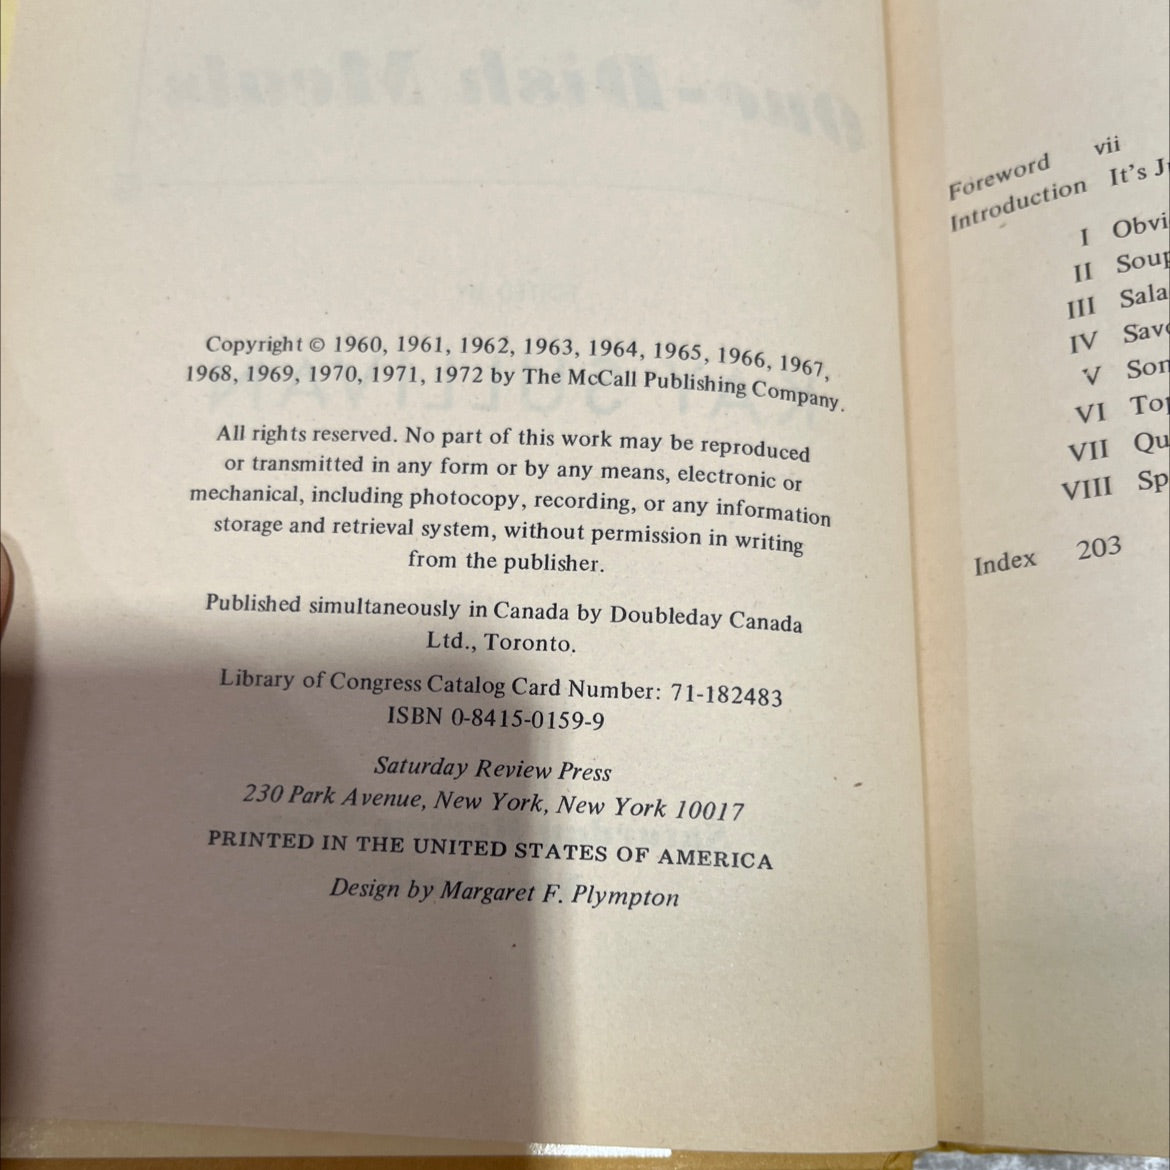 Copyright © 1960, 1961, 1962, 1963, 1964, 1965, 1966, 1967,
1968, 1969, 1970, 1971, 1972 by The McCall Publishing Company.
All rights reserved. No part of this work may be reproduced
or transmitted in any form or by any means, electronic or
mechanical, including photocopy, recording, or any information
storage and retrieval system, without permission in writing
from the publisher.
Published simultaneously in Canada by Doubleday Canada
Ltd., Toronto.
Library of Congress Catalog Card Number: 71-182483
ISBN 0-8415-0159-9
Saturday Review Press
230 Park Avenue, New York, New York 10017
PRINTED IN THE UNITED STATES OF AMERICA
Design by Margaret F. Plympton
Foreword vii
Introduction It's
I
II
III
IV
V
VI
VII
VIII
Index 203